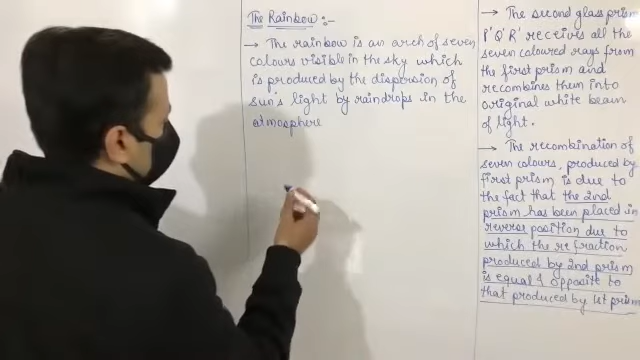 The Rainbow :-
→ The rainbow is an arch of seven
colours visible in the sky which
is produced by the dispersion of
sun's light by raindrops in the
atmosphere
→ The second glass prism
P'Q'R' receives all the
seven coloured rays from
the first prism and
recombines them into
original white beam
of light.
→ The recombination of
seven colours, produced by
first prism is due to
the fact that the 2nd
prism has been placed in
reverse position due to
which the refraction
produced by 2nd prism
is equal & opposite to
that produced by 1st prism